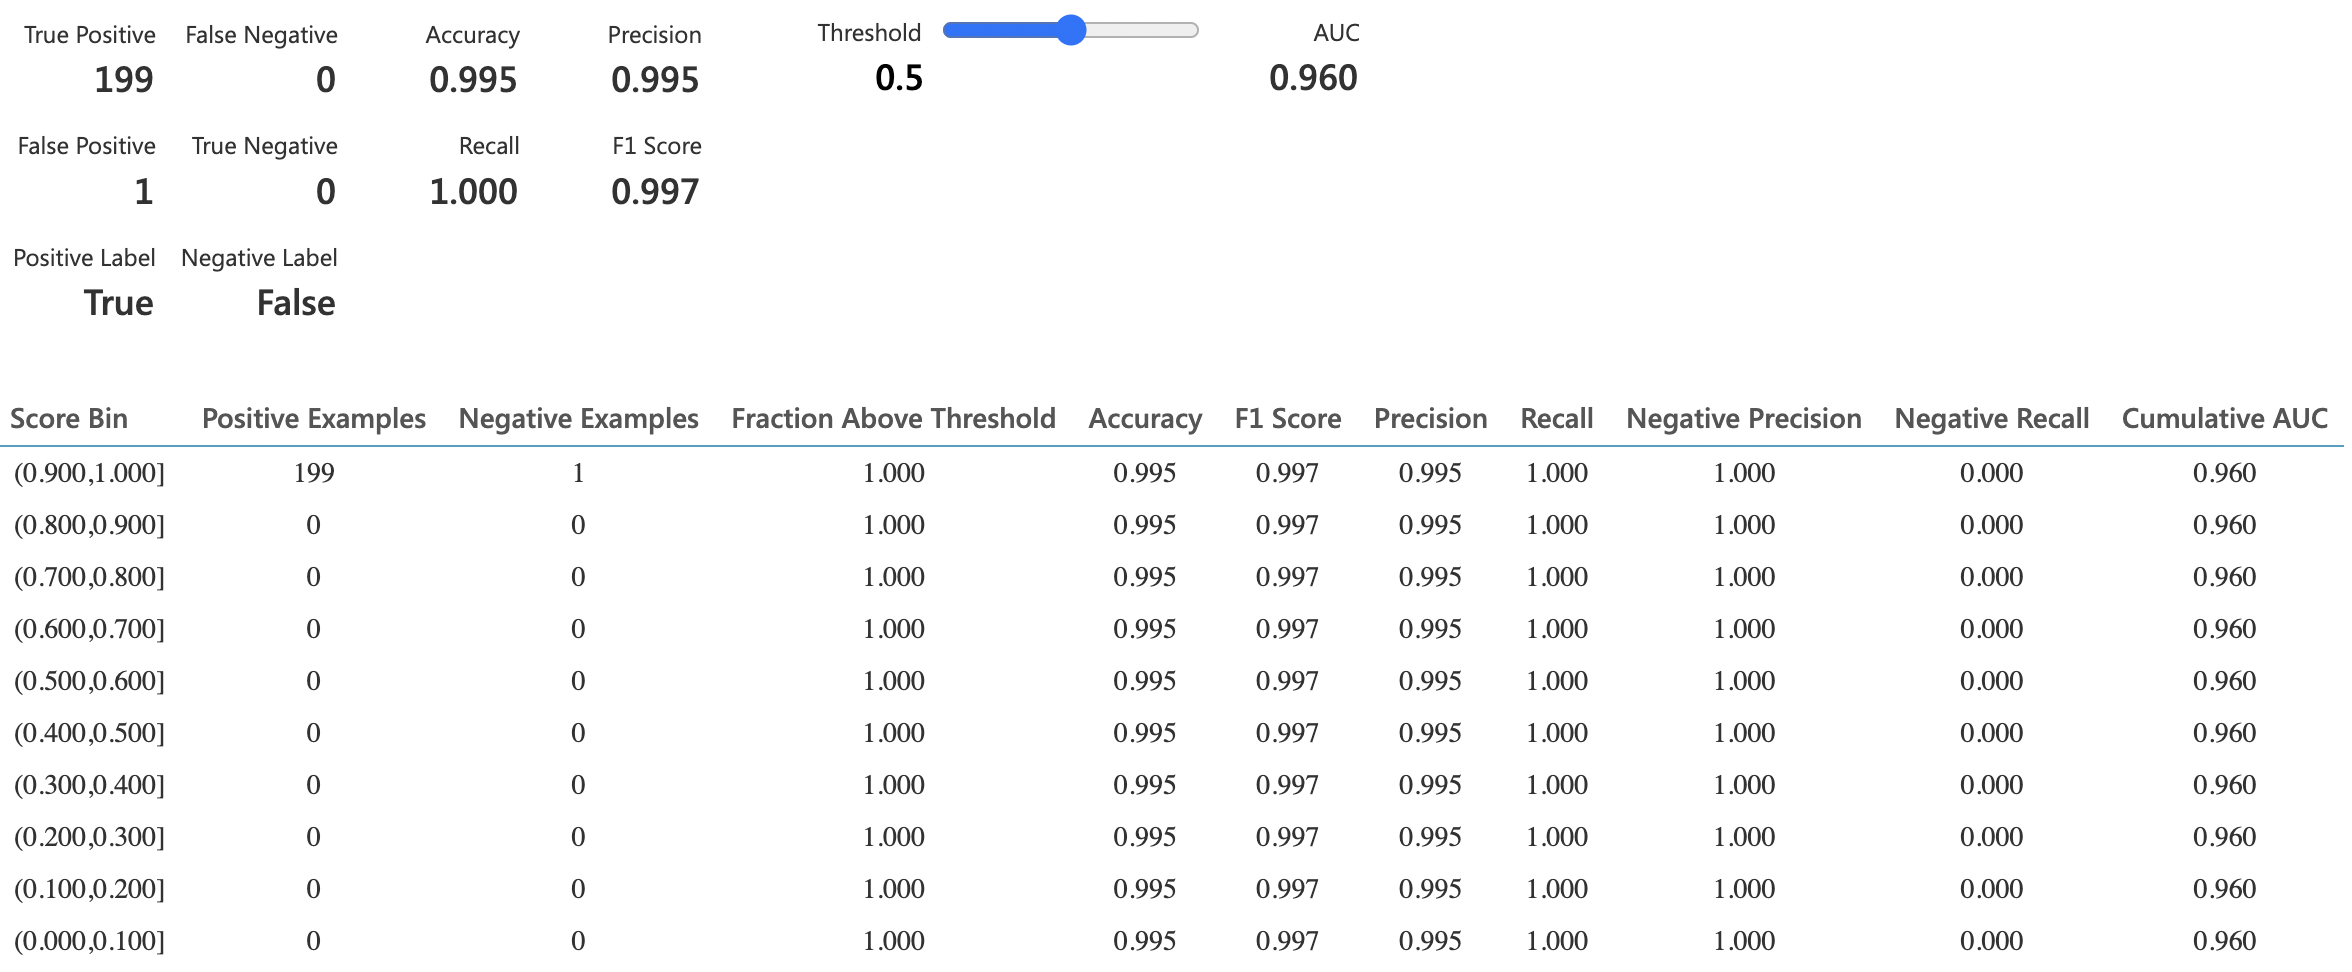 True Positive False Negative Accuracy Precision Threshold AUC
199 0 0.995 0.995 0.5 0.960
False Positive True Negative Recall F1 Score
1 0 1.000 0.997
Positive Label Negative Label
True False
Score Bin Positive Examples Negative Examples Fraction Above Threshold Accuracy F1 Score Precision Recall Negative Precision Negative Recall Cumulative AUC
(0.900,1.000] 199 1 1.000 0.995 0.997 0.995 1.000 1.000 0.000 0.960
(0.800,0.900] 0 0 1.000 0.995 0.997 0.995 1.000 1.000 0.000 0.960
(0.700,0.800] 0 0 1.000 0.995 0.997 0.995 1.000 1.000 0.000 0.960
(0.600,0.700] 0 0 1.000 0.995 0.997 0.995 1.000 1.000 0.000 0.960
(0.500,0.600] 0 0 1.000 0.995 0.997 0.995 1.000 1.000 0.000 0.960
(0.400,0.500] 0 0 1.000 0.995 0.997 0.995 1.000 1.000 0.000 0.960
(0.300,0.400] 0 0 1.000 0.995 0.997 0.995 1.000 1.000 0.000 0.960
(0.200,0.300] 0 0 1.000 0.995 0.997 0.995 1.000 1.000 0.000 0.960
(0.100,0.200] 0 0 1.000 0.995 0.997 0.995 1.000 1.000 0.000 0.960
(0.000,0.100] 0 0 1.000 0.995 0.997 0.995 1.000 1.000 0.000 0.960